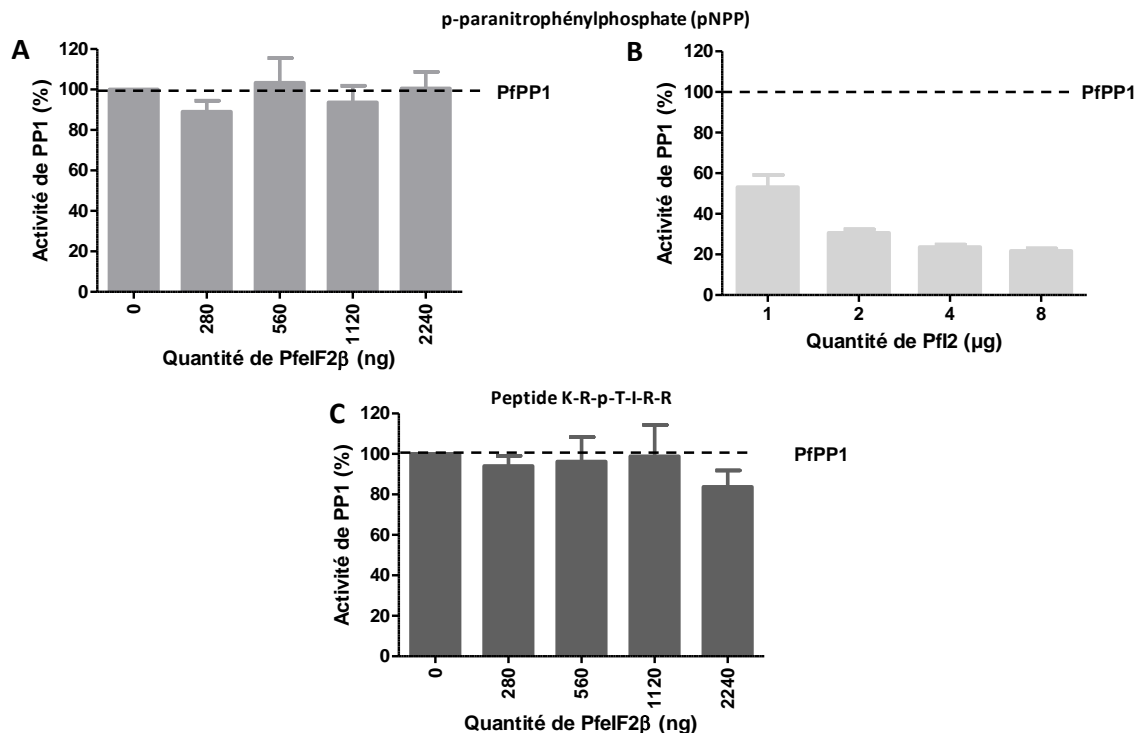 p-paranitrophénylphosphate (pNPP)
A
120
100
80
60
40
20
0
Activité de PP1 (%)
PfPP1
0
280
560
1120
2240
Quantité de PfeIF2β (ng)
B
120
100
80
60
40
20
0
Activité de PP1 (%)
PfPP1
1
2
4
8
Quantité de PfI2 (µg)
C
Peptide K-R-p-T-I-R-R
120
100
80
60
40
20
0
Activité de PP1 (%)
PfPP1
0
280
560
1120
2240
Quantité de PfeIF2β (ng)